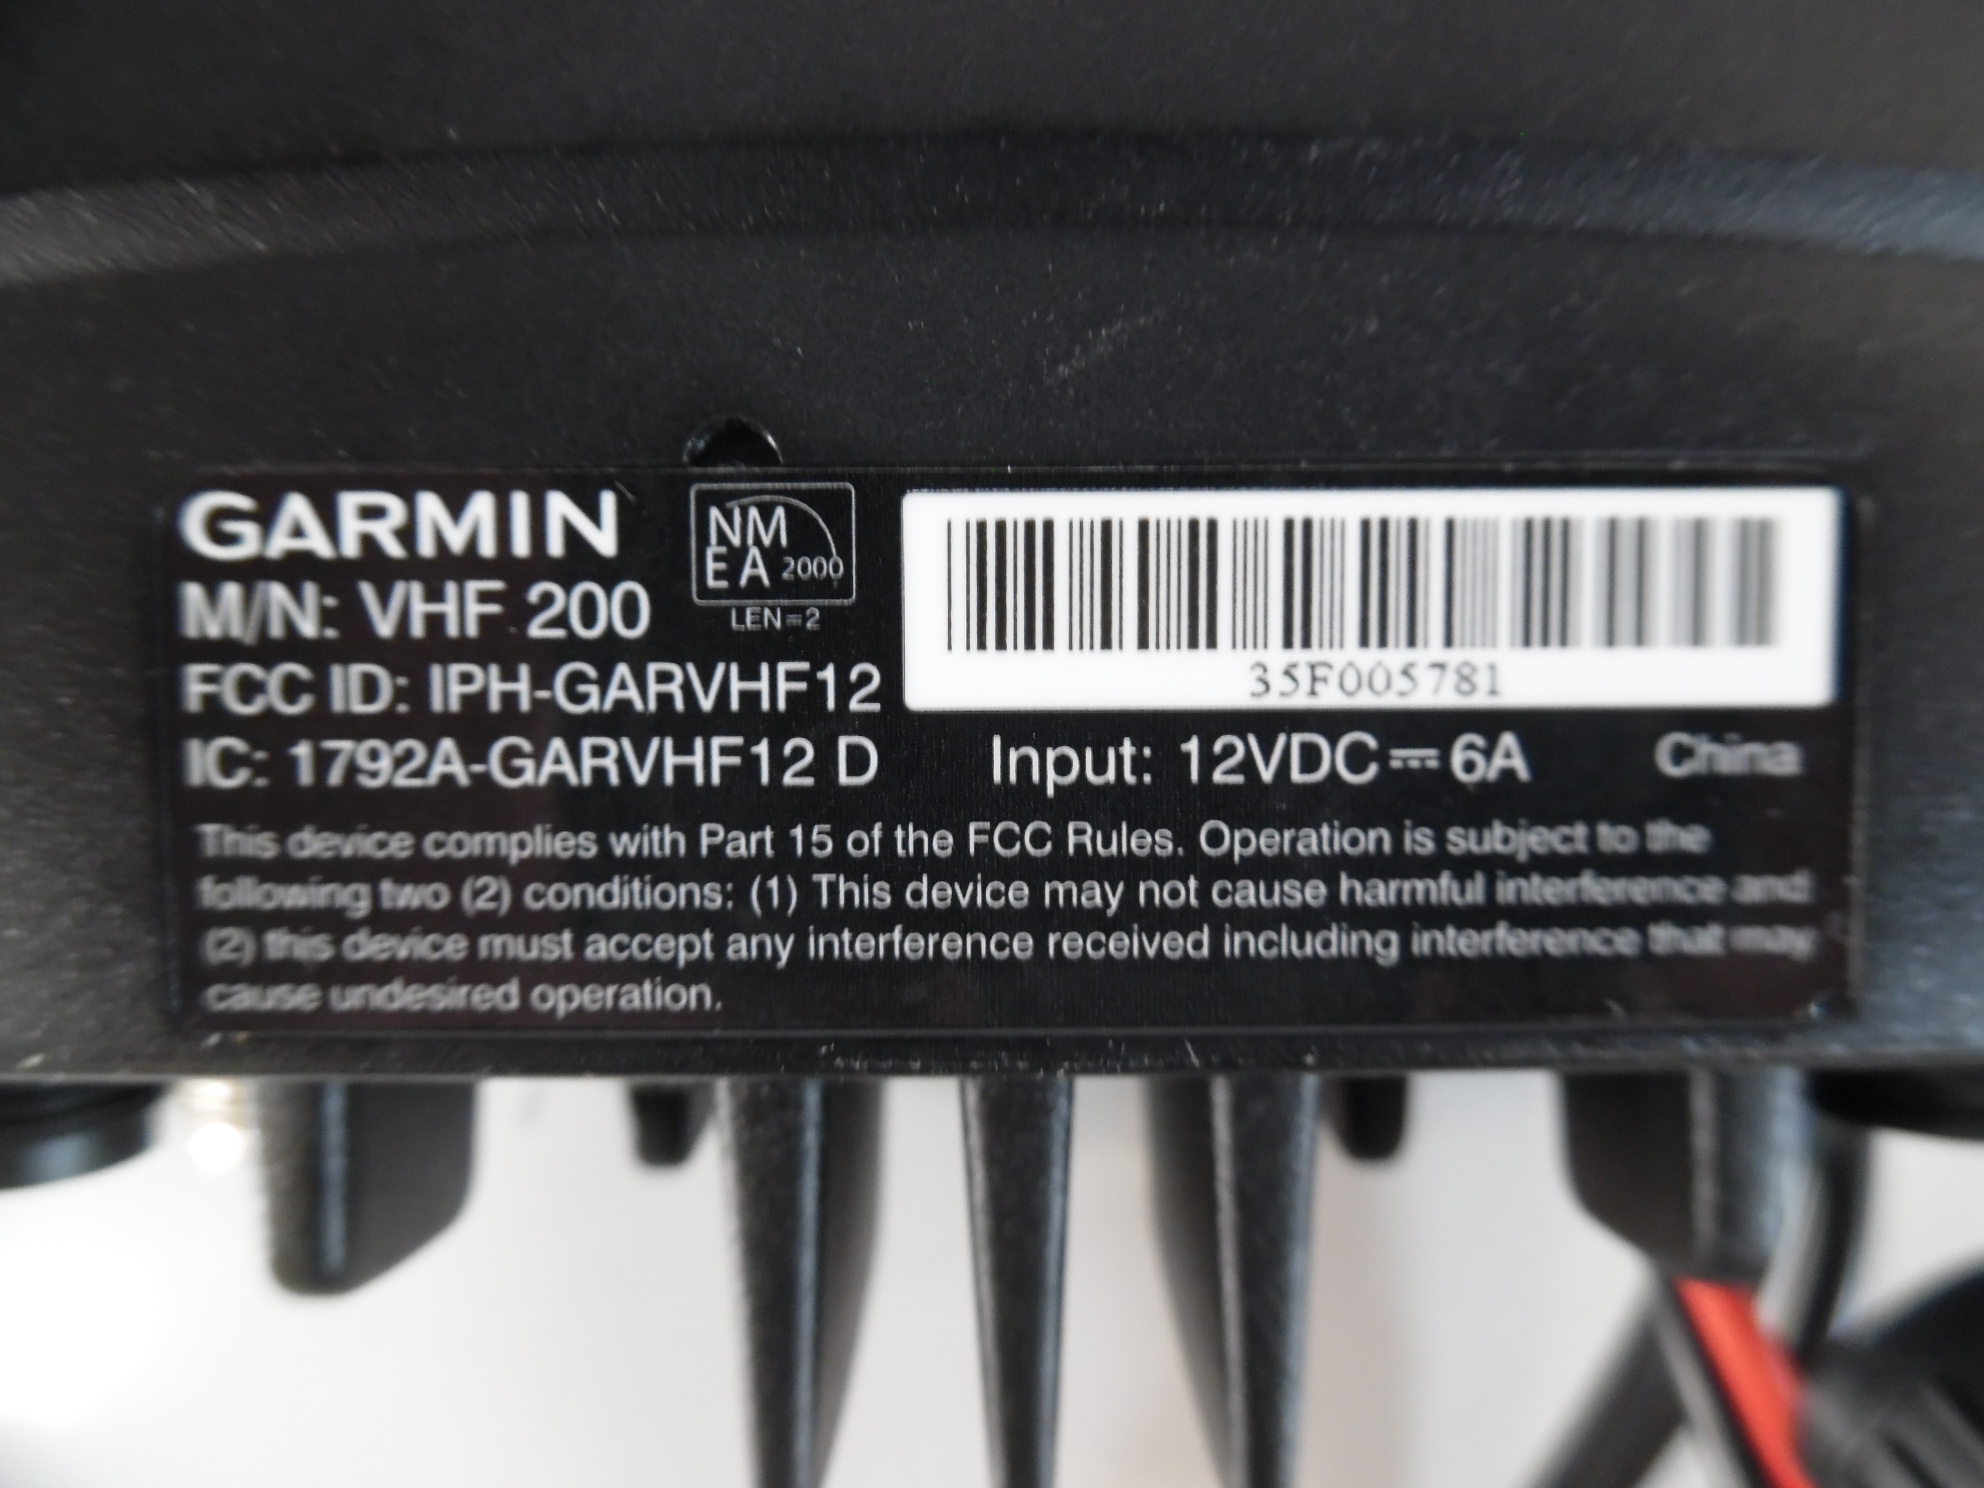 GARMIN
NM
EA 2000
LEN=2
M/N: VHF 200
FCC ID: IPH-GARVHF12
35F005781
IC: 1792A-GARVHF12 D Input: 12VDC⎓6A China
This device complies with Part 15 of the FCC Rules. Operation is subject to the
following two (2) conditions: (1) This device may not cause harmful interference and
(2) this device must accept any interference received including interference that may
cause undesired operation.